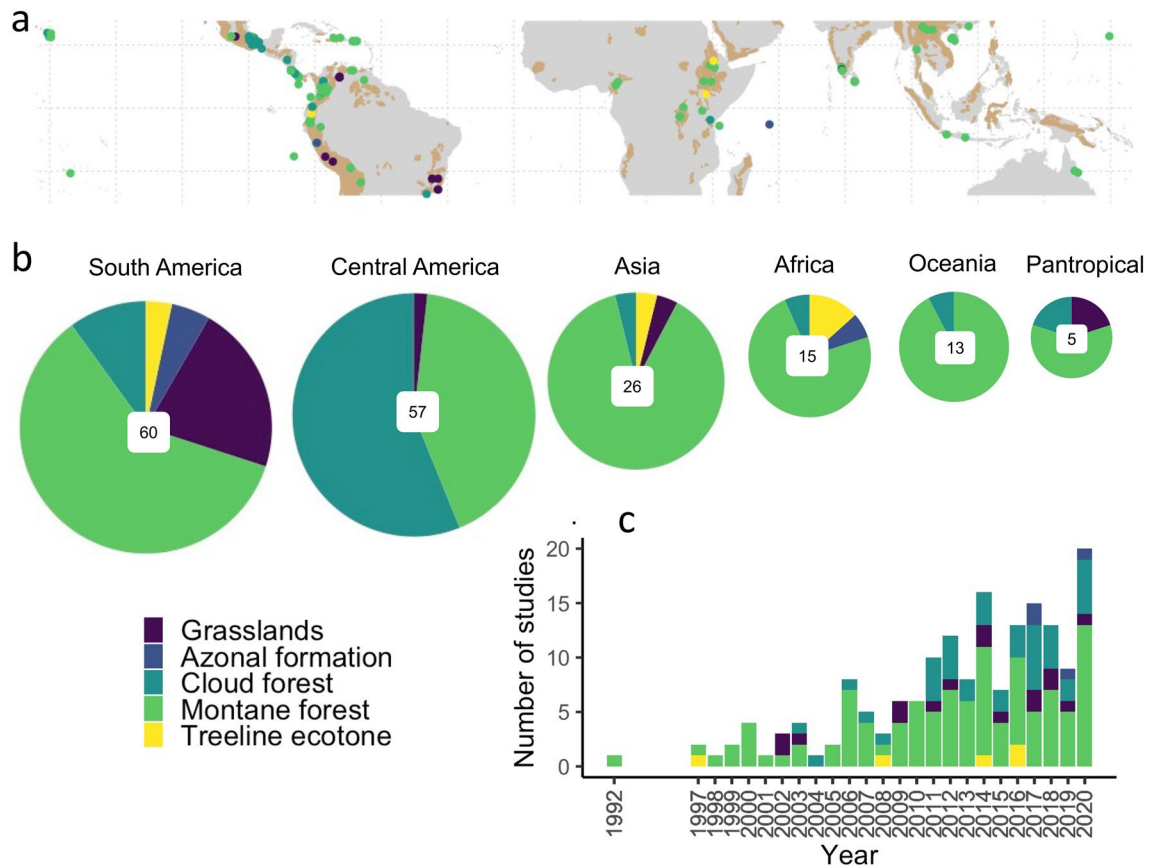 a
b
South America
Central America
Asia
Africa
Oceania
Pantropical
60
57
26
15
13
5
Grasslands
Azonal formation
Cloud forest
Montane forest
Treeline ecotone
c
Number of studies
20
15
10
5
0
1992
1997
1998
1999
2000
2001
2002
2003
2004
2005
2006
2007
2008
2009
2010
2011
2012
2013
2014
2015
2016
2017
2018
2019
2020
Year